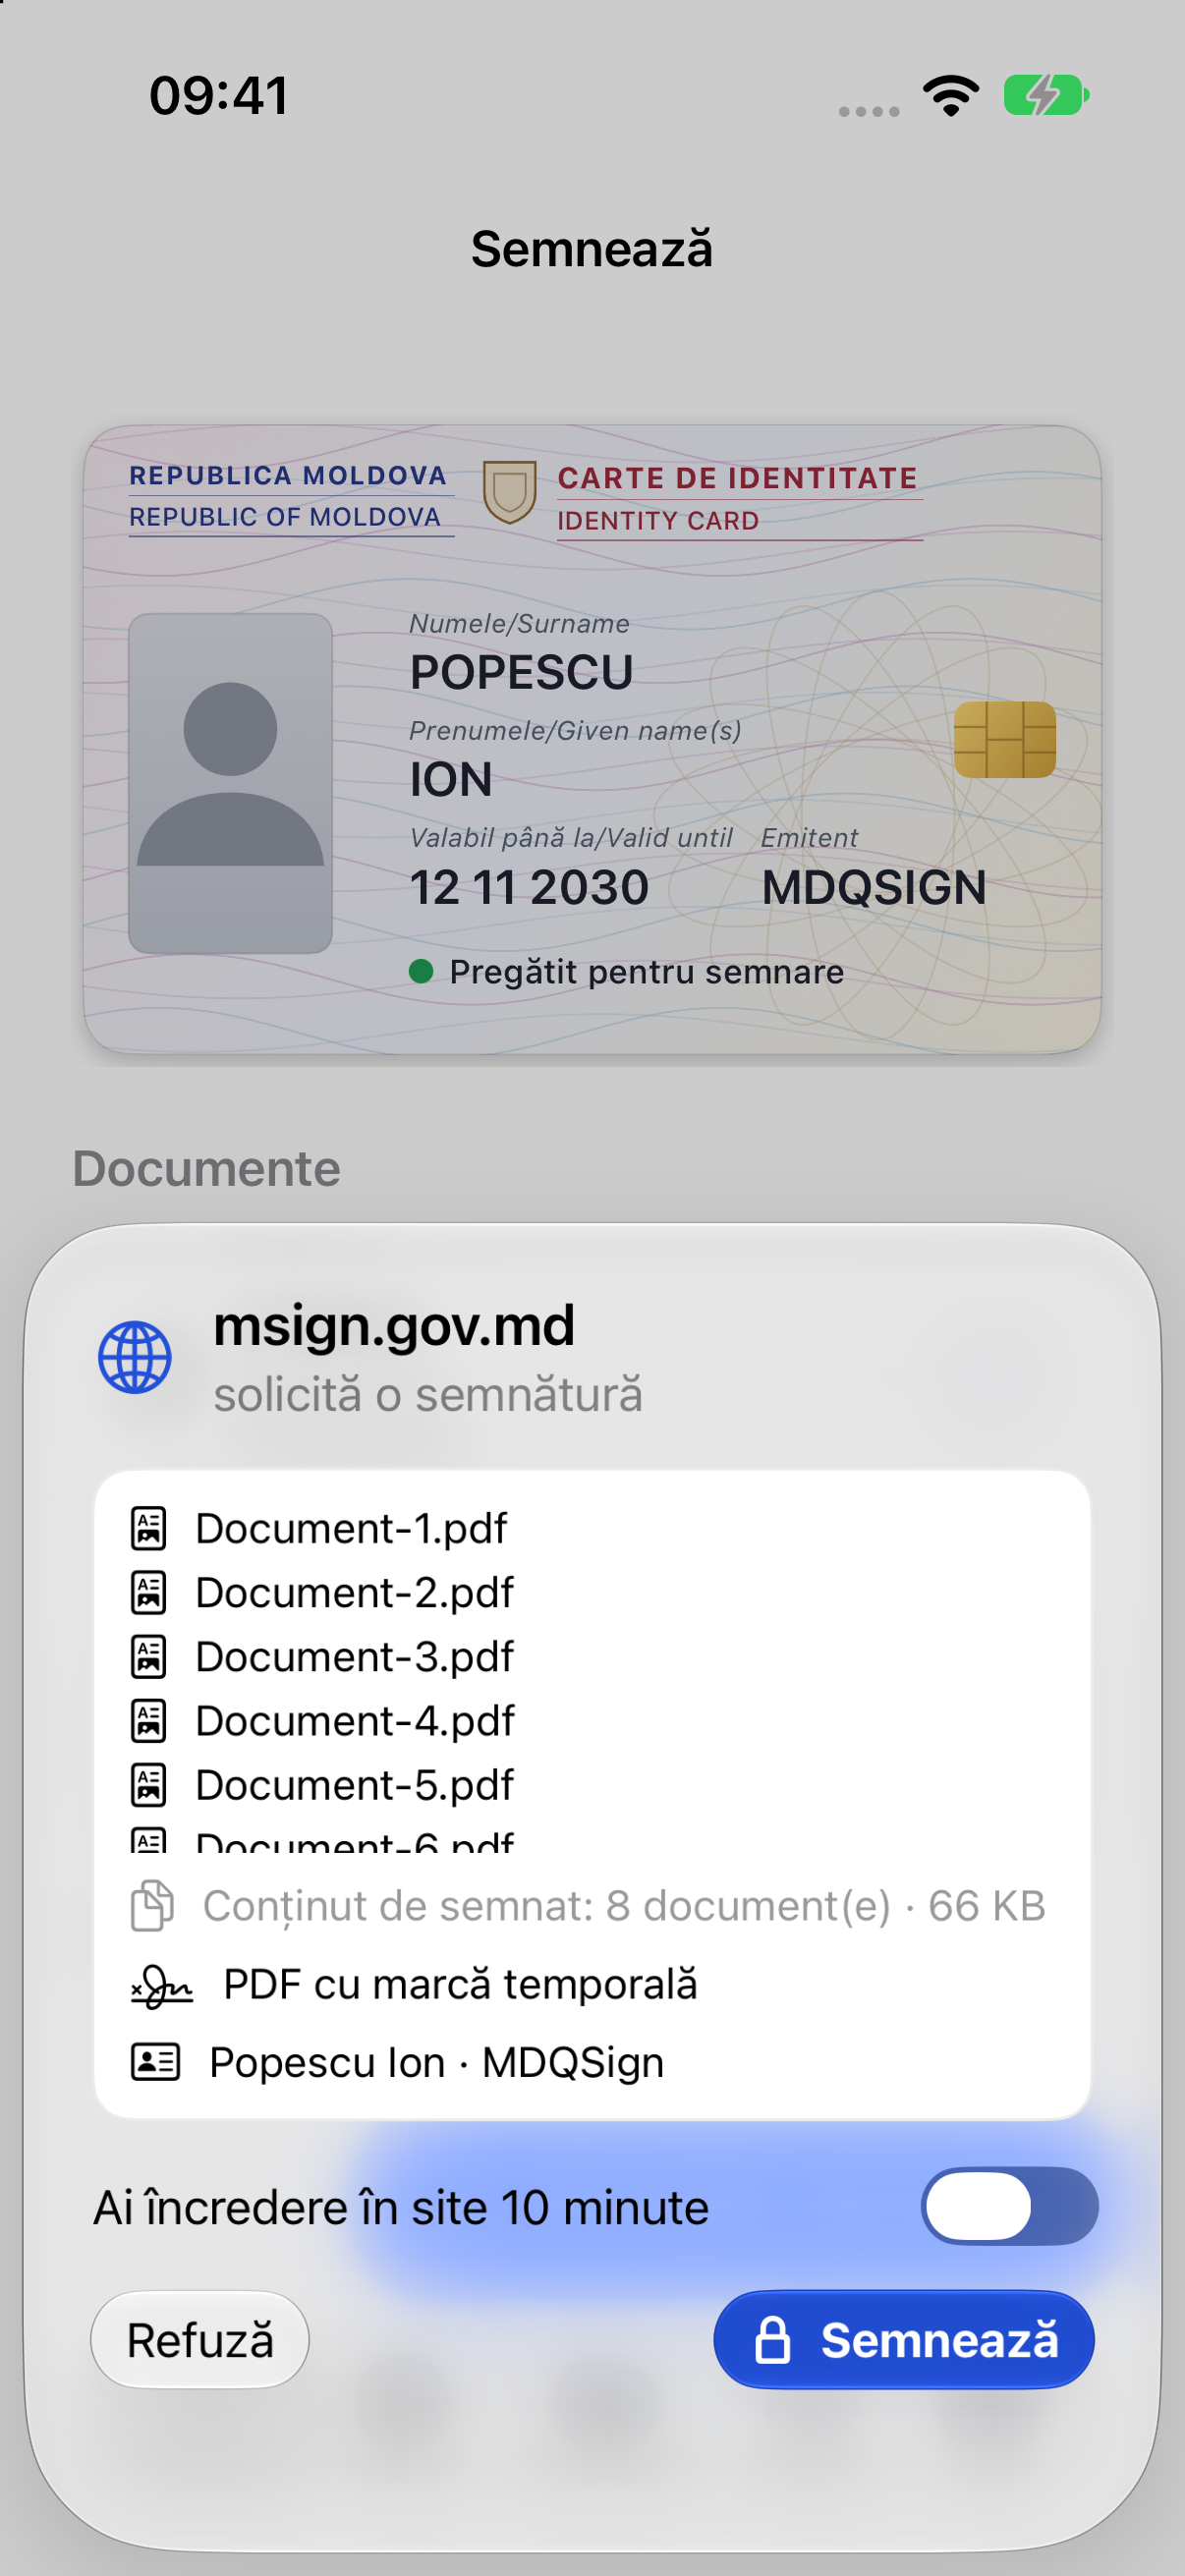 09:41
Semnează
REPUBLICA MOLDOVA
REPUBLIC OF MOLDOVA
CARTE DE IDENTITATE
IDENTITY CARD
Numele/Surname
POPESCU
Prenumele/Given name(s)
ION
Valabil până la/Valid until Emitent
12 11 2030 MDQSIGN
Pregătit pentru semnare
Documente
msign.gov.md
solicită o semnătură
Document-1.pdf
Document-2.pdf
Document-3.pdf
Document-4.pdf
Document-5.pdf
Document-6.pdf
Conținut de semnat: 8 document(e) · 66 KB
PDF cu marcă temporală
Popescu Ion · MDQSign
Ai încredere în site 10 minute
Refuză
Semnează